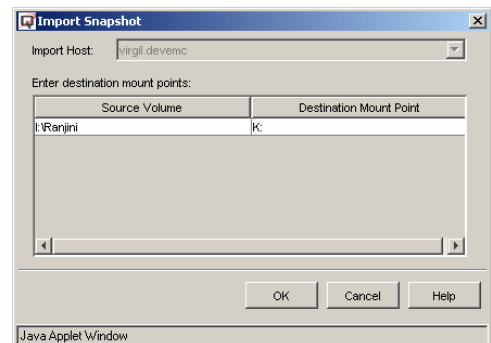 Import Snapshot
Import Host: virgil.devemc
Enter destination mount points:
Source Volume Destination Mount Point
I:\Ranjini K:
OK Cancel Help
Java Applet Window